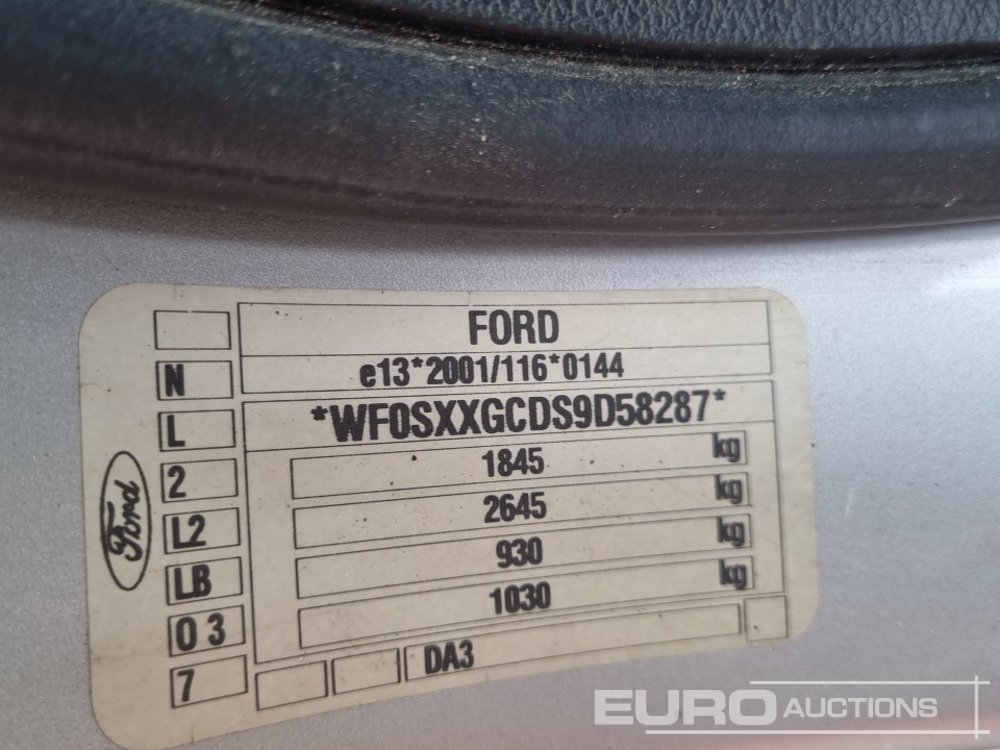 FORD
N e13*2001/116*0144
L *WF0SXXGCDS9D58287*
2 1845 kg
L2 2645 kg
LB 930 kg
0 3 1030 kg
7 DA3
Ford
EURO AUCTIONS